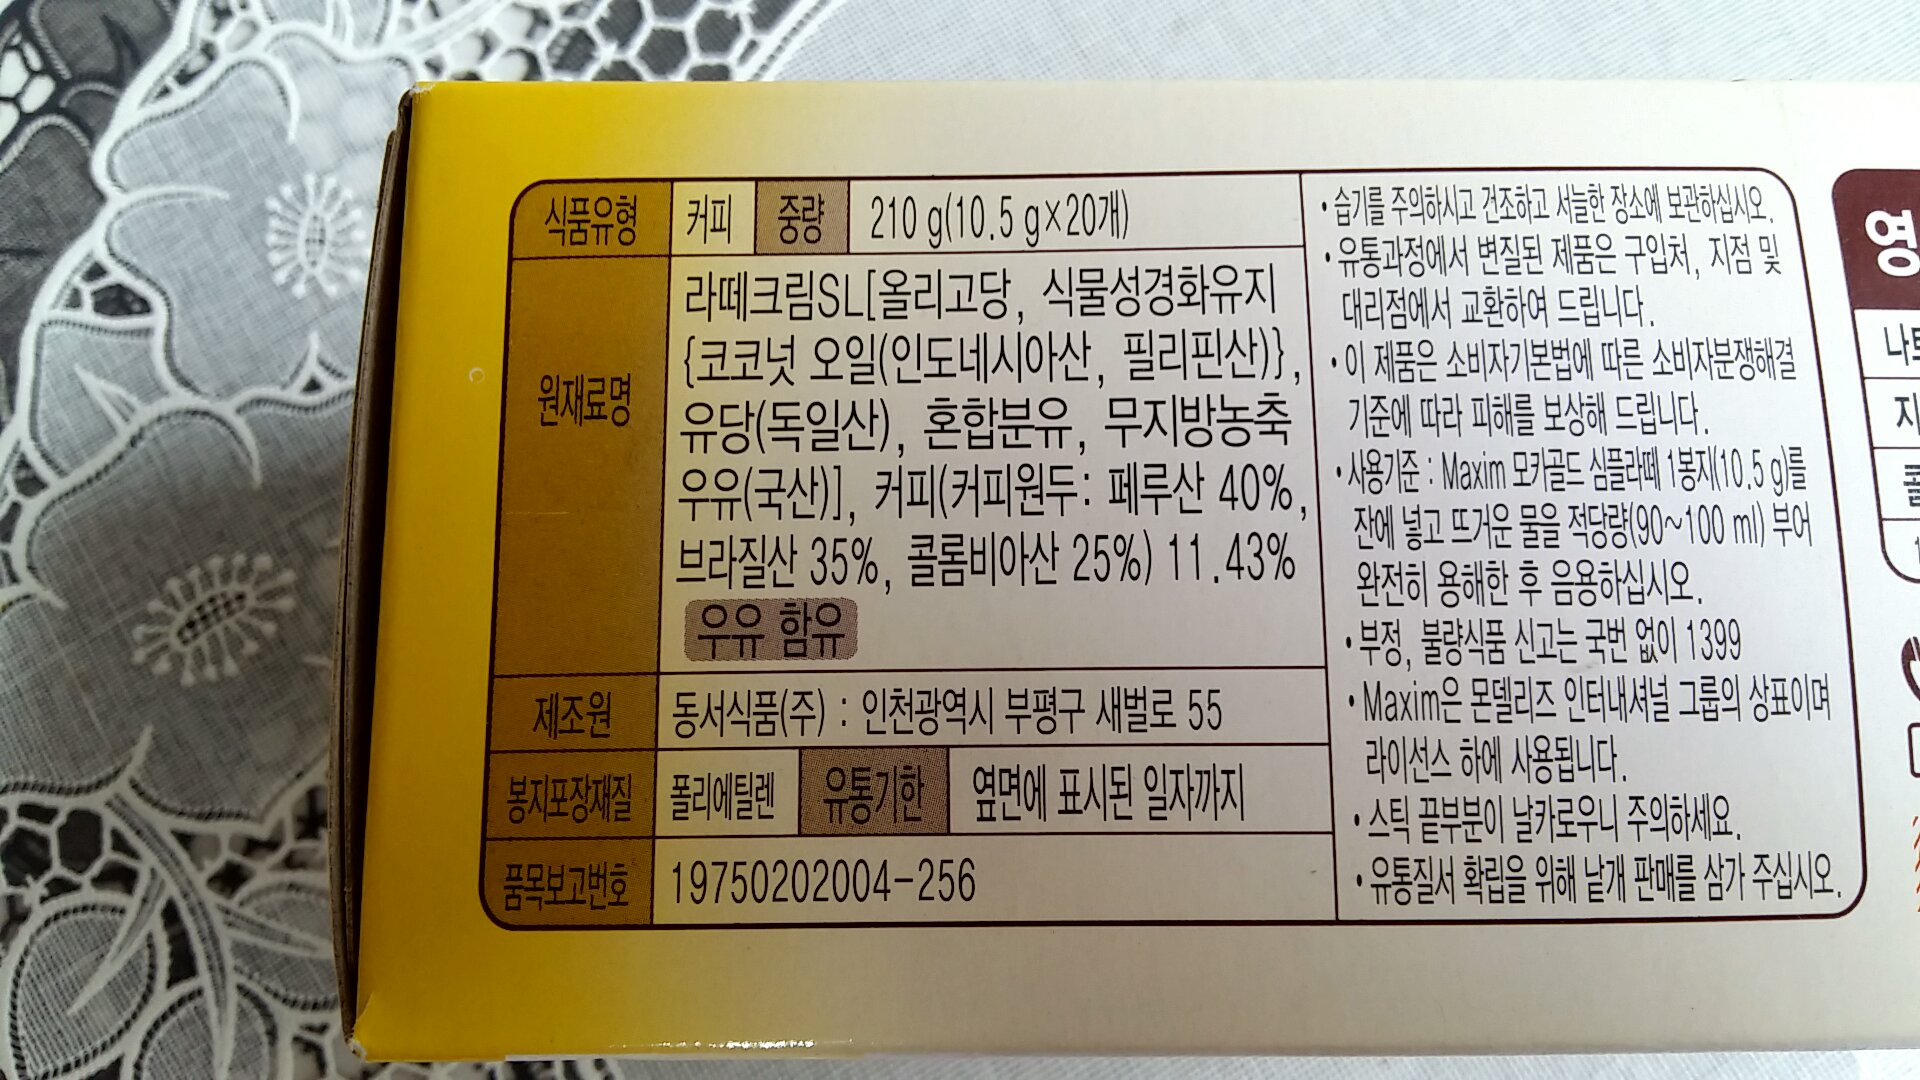 식품유형 커피 중량 210 g(10.5 g×20개)
원재료명
라떼크림SL[올리고당, 식물성경화유지
{코코넛 오일(인도네시아산, 필리핀산)},
유당(독일산), 혼합분유, 무지방농축
우유(국산)], 커피(커피원두: 페루산 40%,
브라질산 35%, 콜롬비아산 25%) 11.43%
우유 함유
제조원 동서식품(주) : 인천광역시 부평구 새벌로 55
봉지포장재질 폴리에틸렌 유통기한 옆면에 표시된 일자까지
품목보고번호 19750202004-256
• 습기를 주의하시고 건조하고 서늘한 장소에 보관하십시오.
• 유통과정에서 변질된 제품은 구입처, 지점 및
대리점에서 교환하여 드립니다.
• 이 제품은 소비자기본법에 따른 소비자분쟁해결
기준에 따라 피해를 보상해 드립니다.
• 사용기준 : Maxim 모카골드 심플라떼 1봉지(10.5 g)를
잔에 넣고 뜨거운 물을 적당량(90~100 ml) 부어
완전히 용해한 후 음용하십시오.
• 부정, 불량식품 신고는 국번 없이 1399
• Maxim은 몬델리즈 인터내셔널 그룹의 상표이며
라이선스 하에 사용됩니다.
• 스틱 끝부분이 날카로우니 주의하세요.
• 유통질서 확립을 위해 낱개 판매를 삼가 주십시오.
영